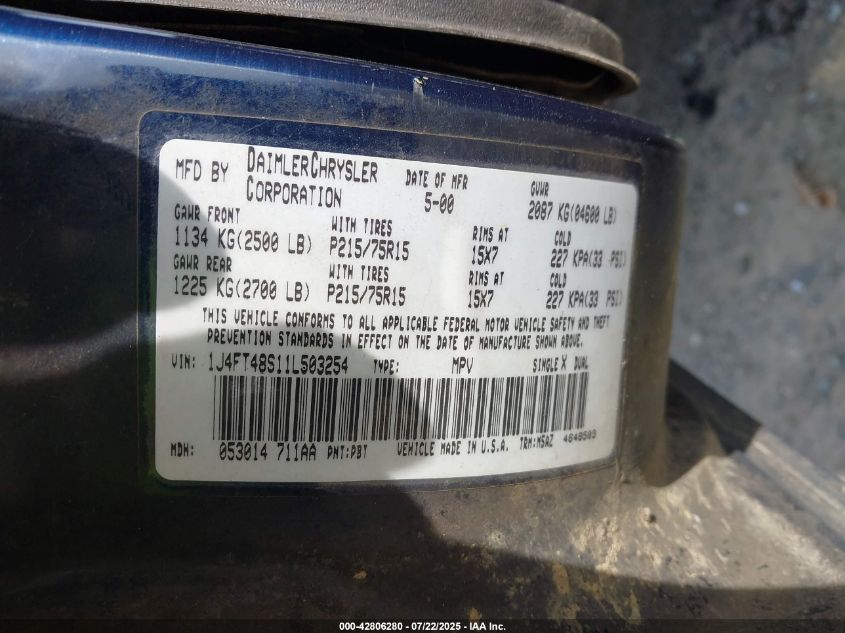 MFD BY DAIMLERCHRYSLER CORPORATION DATE OF MFR 5-00 GVWR 2087 KG(04600 LB)
GAWR FRONT WITH TIRES RIMS AT COLD
1134 KG(2500 LB) P215/75R15 15X7 227 KPA(33 PSI)
GAWR REAR WITH TIRES RIMS AT COLD
1225 KG(2700 LB) P215/75R15 15X7 227 KPA(33 PSI)
THIS VEHICLE CONFORMS TO ALL APPLICABLE FEDERAL MOTOR VEHICLE SAFETY AND THEFT
PREVENTION STANDARDS IN EFFECT ON THE DATE OF MANUFACTURE SHOWN ABOVE.
VIN: 1J4FT48S11L503254 TYPE: MPV SINGLE X DUAL
MDH: 053014 711AA PNT:PBT VEHICLE MADE IN U.S.A. TRM:MSAZ 4648503
000-42806280 - 07/22/2025 - IAA Inc.